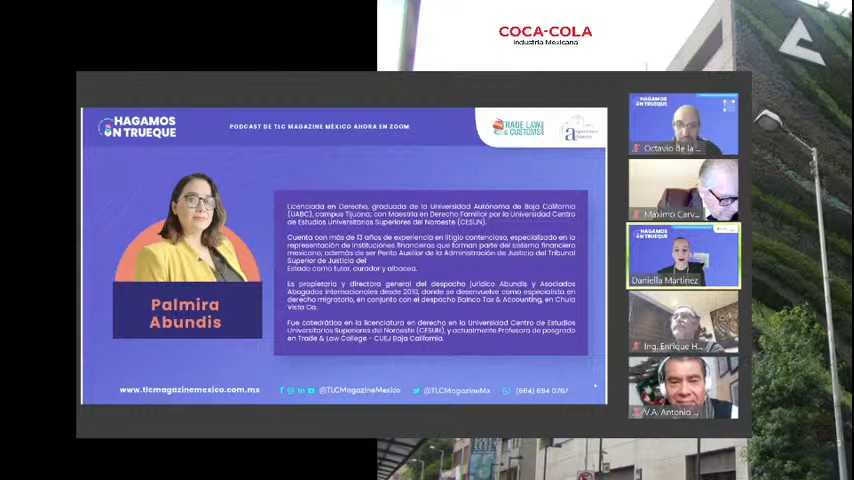 COCA-COLA
Industria Mexicana
HAGAMOS
UN TRUEQUE
PODCAST DE TLC MAGAZINE MÉXICO AHORA EN ZOOM
TRADE LAW
& CUSTOMS
Licenciada en Derecho, graduada de la Universidad Autónoma de Baja California
(UABC), campus Tijuana; con Maestría en Derecho Familiar por la Universidad Centro
de Estudios Universitarios Superiores del Noroeste (CESUN).
Cuenta con más de 13 años de experiencia en litigio contencioso, especializado en la
representación de instituciones financieras que forman parte del sistema financiero
mexicano; además de ser Perito Auxiliar de la Administración de Justicia del Tribunal
Superior de Justicia del
Estado como tutor, curador y albacea.
Es propietaria y directora general del despacho jurídico Abundis y Asociados
Abogados Internacionales desde 2010, donde se desenvuelve como especialista en
derecho migratorio, en conjunto con el despacho Bainco Tax & Accounting, en Chula
Vista Ca.
Fue catedrática en la licenciatura en derecho en la Universidad Centro de Estudios
Universitarios Superiores del Noroeste (CESUN), y actualmente Profesora de posgrado
en Trade & Law College - CUEJ Baja California.
Palmira
Abundis
www.tlcmagazinemexico.com.mx
@TLCMagazineMexico
@TLCMagazineMx
(664) 694 0767
Octavio de la ...
Maximo Carv...
Daniella Martinez
Ing. Enrique H...
V.A. Antonio ...